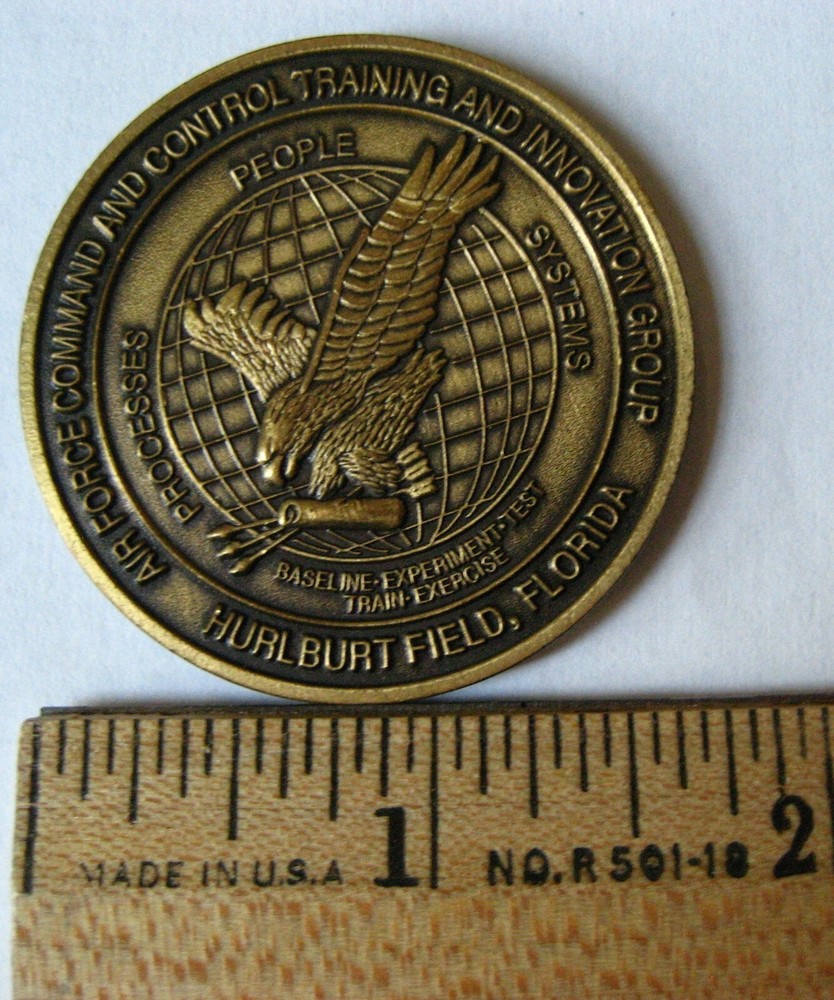 AIR FORCE COMMAND AND CONTROL TRAINING AND INNOVATION GROUP
PEOPLE
SYSTEMS
PROCESSES
BASELINE·EXPERIMENT·TEST
TRAIN·EXERCISE
HURLBURT FIELD, FLORIDA
1 2
MADE IN U.S.A NO. R 501-18